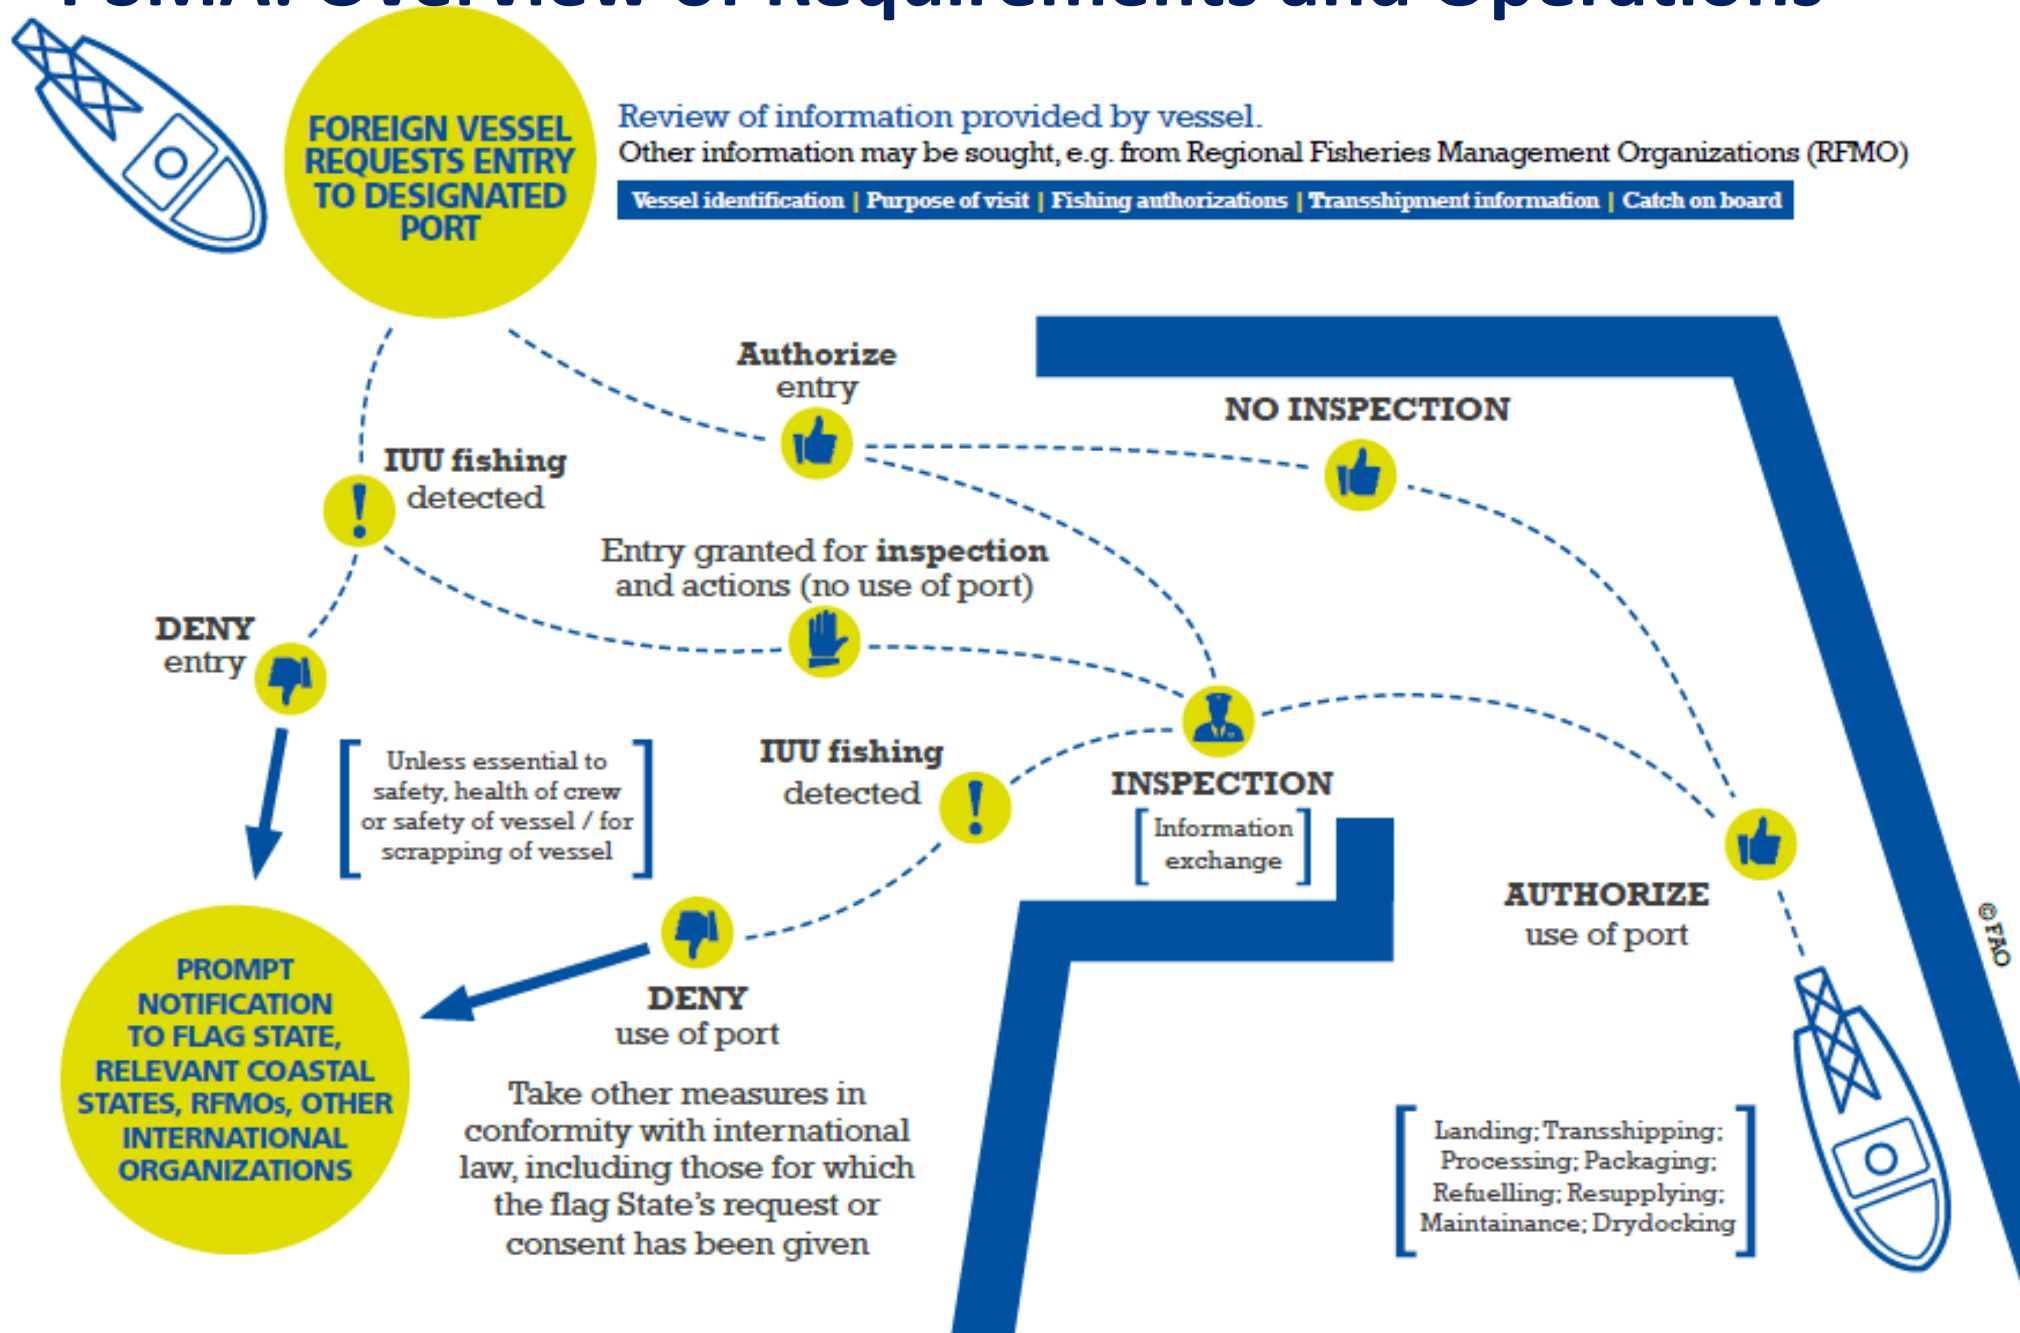 PSMA: Overview of Requirements and Operations
FOREIGN VESSEL
REQUESTS ENTRY
TO DESIGNATED
PORT
Review of information provided by vessel.
Other information may be sought, e.g. from Regional Fisheries Management Organizations (RFMO)
Vessel identification | Purpose of visit | Fishing authorizations | Transshipment information | Catch on board
Authorize
entry
NO INSPECTION
IUU fishing
detected
Entry granted for inspection
and actions (no use of port)
DENY
entry
Unless essential to
safety, health of crew
or safety of vessel / for
scrapping of vessel
IUU fishing
detected
INSPECTION
Information
exchange
AUTHORIZE
use of port
©FAO
PROMPT
NOTIFICATION
TO FLAG STATE,
RELEVANT COASTAL
STATES, RFMOs, OTHER
INTERNATIONAL
ORGANIZATIONS
DENY
use of port
Take other measures in
conformity with international
law, including those for which
the flag State's request or
consent has been given
Landing; Transshipping;
Processing; Packaging;
Refuelling; Resupplying;
Maintainance; Drydocking